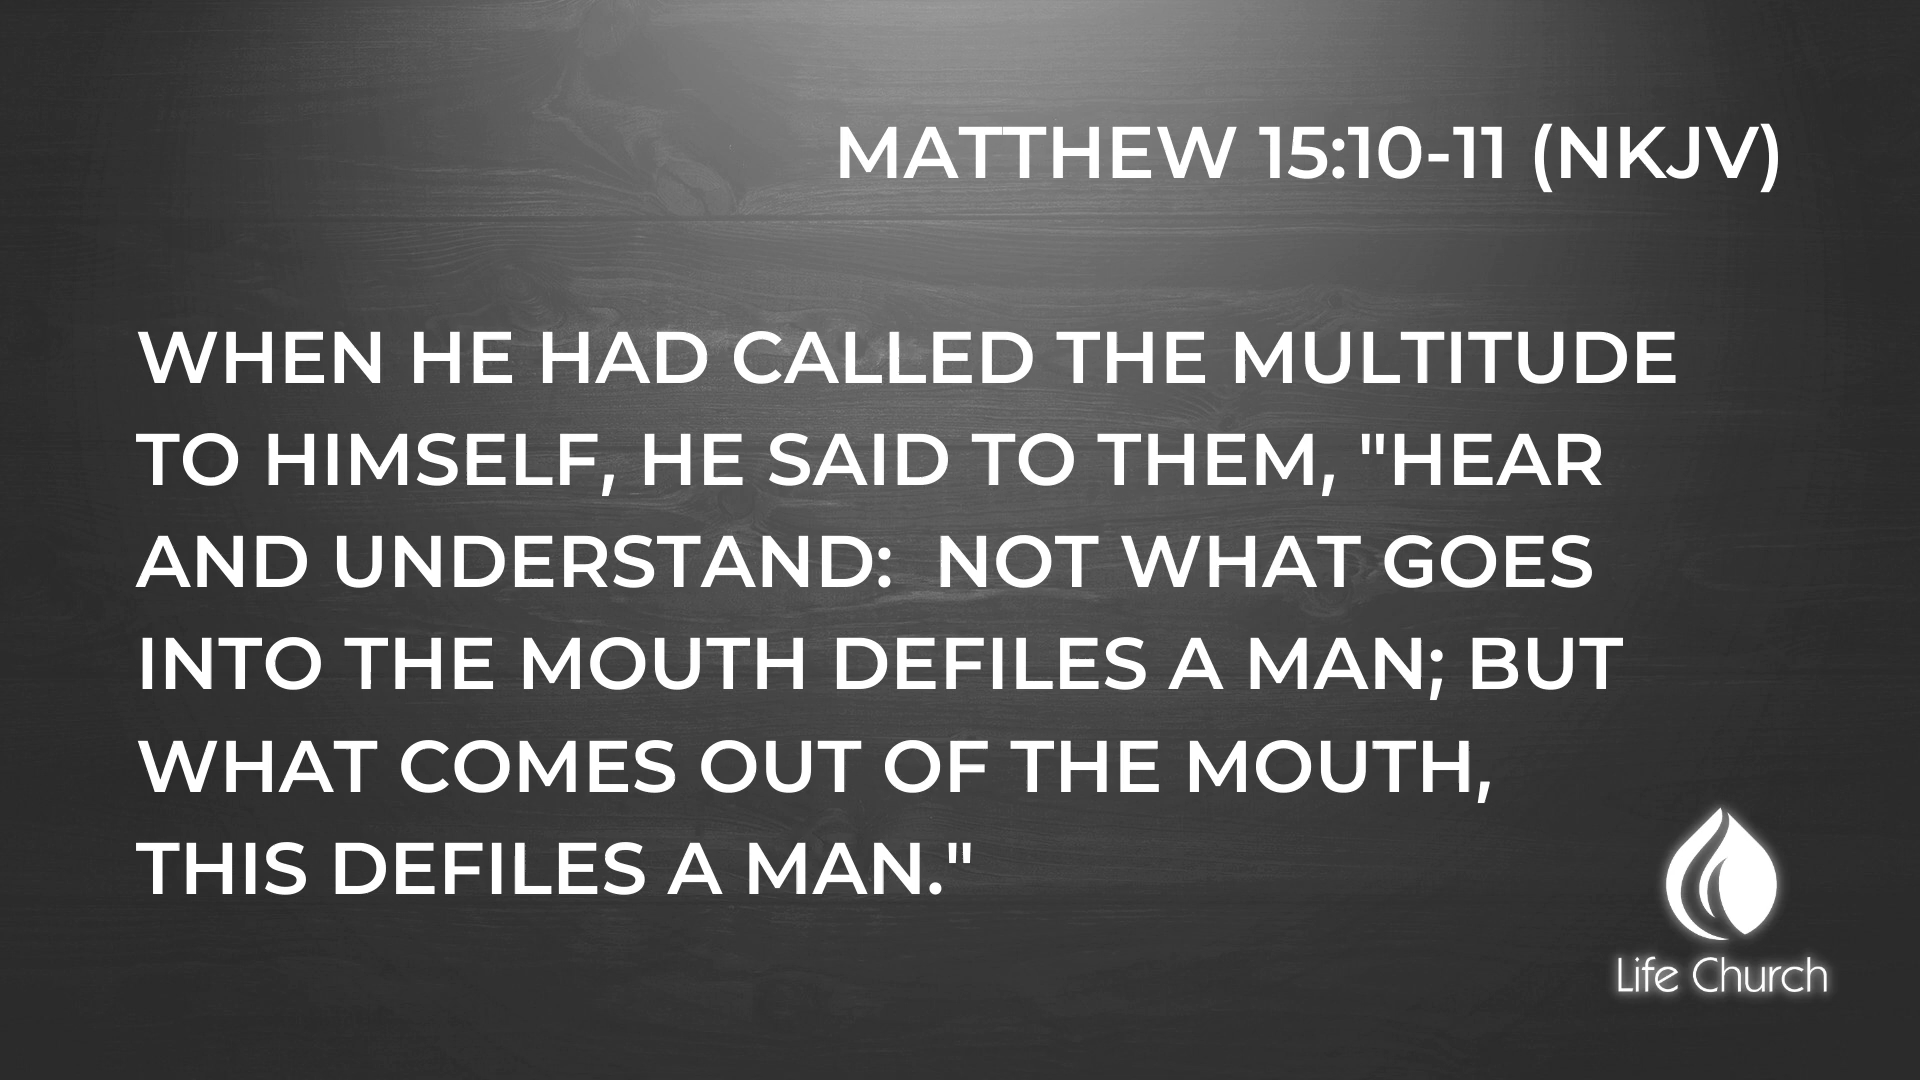 MATTHEW 15:10-11 (NKJV)
WHEN HE HAD CALLED THE MULTITUDE
TO HIMSELF, HE SAID TO THEM, "HEAR
AND UNDERSTAND:  NOT WHAT GOES
INTO THE MOUTH DEFILES A MAN; BUT
WHAT COMES OUT OF THE MOUTH,
THIS DEFILES A MAN."
Life Church